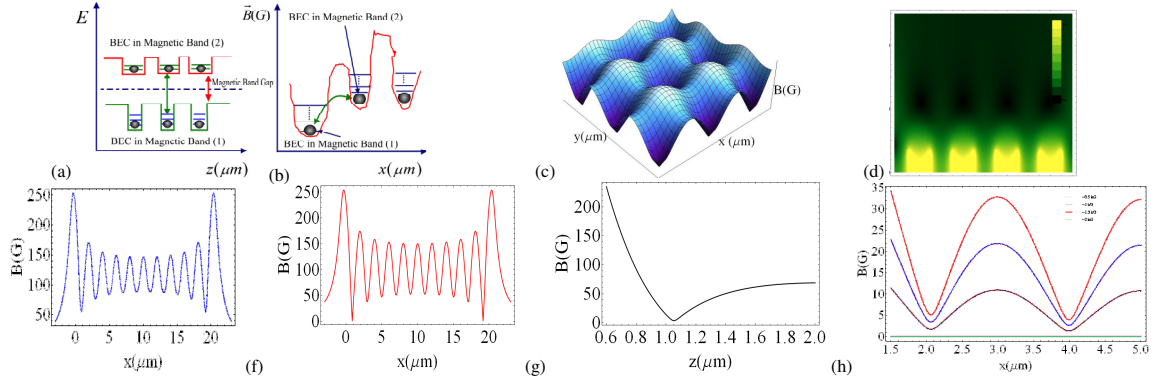 E
BEC in Magnetic Band (2)
Magnetic Band Gap
BEC in Magnetic Band (1)
(a)
z(μm)
B(G)
BEC in Magnetic Band (2)
BEC in Magnetic Band (1)
(b)
x(μm)
B(G)
y(μm)
x (μm)
(c)
(d)
B(G)
250
200
150
100
50
0 5 10 15 20
x(μm)
(f)
B(G)
250
200
150
100
50
0
0 5 10 15 20
x(μm)
(g)
B(G)
200
150
100
50
0
0.6 0.8 1.0 1.2 1.4 1.6 1.8 2.0
z(μm)
(h)
B(G)
35
30
25
20
15
10
5
0
1.5 2.0 2.5 3.0 3.5 4.0 4.5 5.0
x(μm)